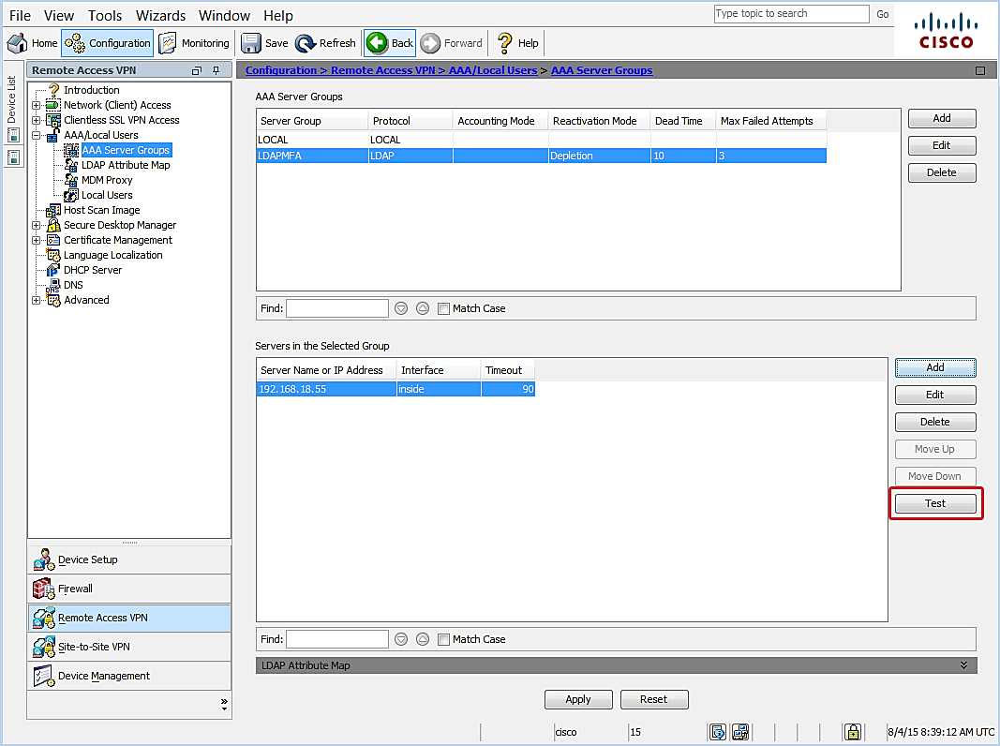 File View Tools Wizards Window Help
Type topic to search Go
Home Configuration Monitoring Save Refresh Back Forward Help
CISCO
Device List
Remote Access VPN
Introduction
Network (Client) Access
Clientless SSL VPN Access
AAA/Local Users
AAA Server Groups
LDAP Attribute Map
MDM Proxy
Local Users
Host Scan Image
Secure Desktop Manager
Certificate Management
Language Localization
DHCP Server
DNS
DNS
Advanced
Device Setup
Firewall
Remote Access VPN
Site-to-Site VPN
Device Management
Configuration > Remote Access VPN > AAA/Local Users > AAA Server Groups
AAA Server Groups
Server Group Protocol Accounting Mode Reactivation Mode Dead Time Max Failed Attempts
LOCAL LOCAL
LDAPMFA LDAP Depletion 10 3
Add
Edit
Delete
Find: Match Case
Servers in the Selected Group
Server Name or IP Address Interface Timeout
192.168.18.55 inside 90
Add
Edit
Delete
Move Up
Move Down
Test
Find: Match Case
LDAP Attribute Map
Apply Reset
cisco 15 8/4/15 8:39:12 AM UTC